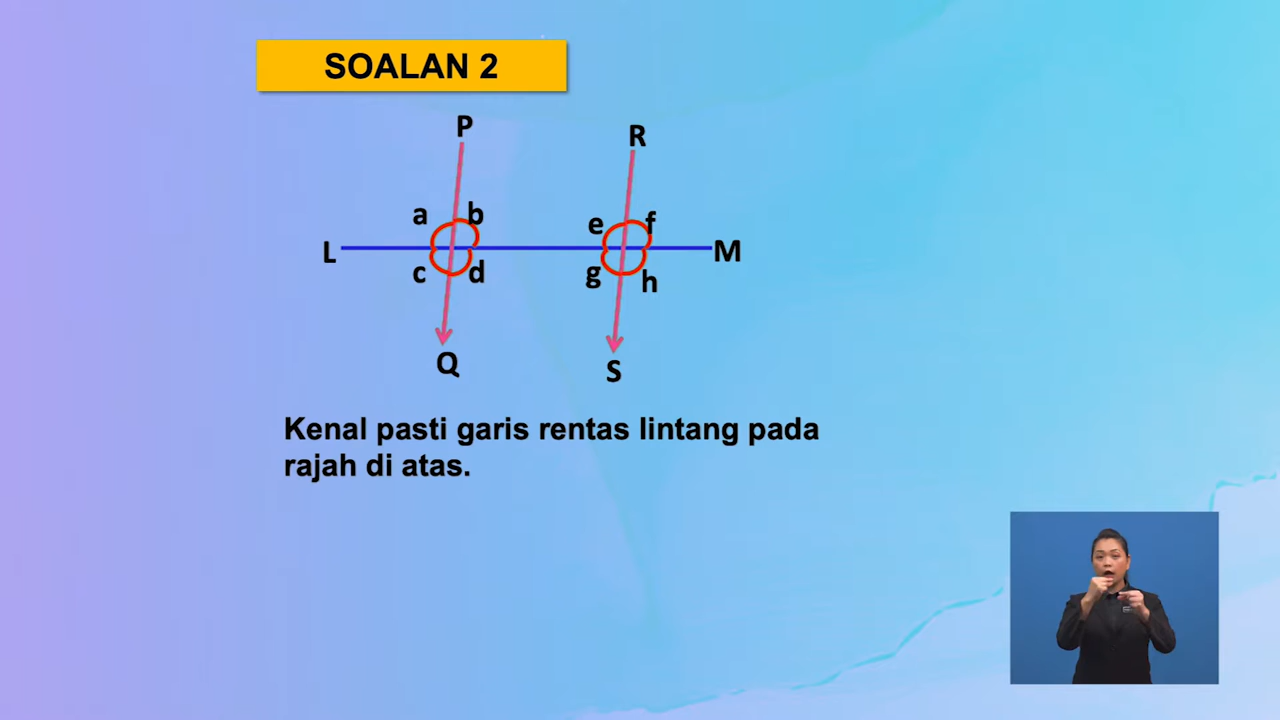 SOALAN 2
P
R
a b
e f
L
M
c d
g h
Q
S
Kenal pasti garis rentas lintang pada
rajah di atas.